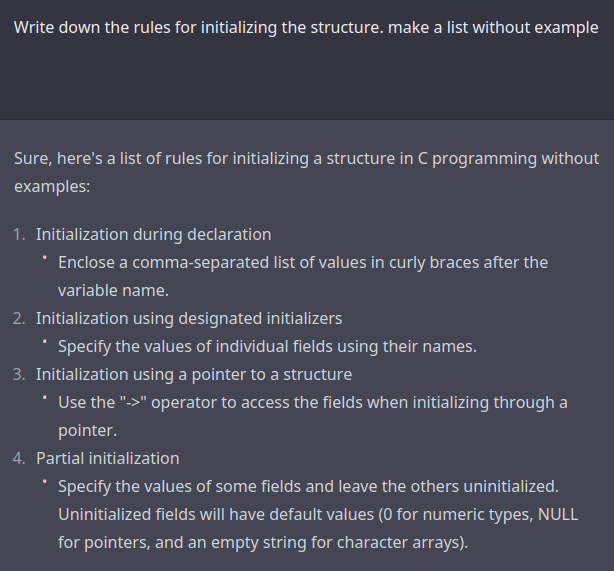 Write down the rules for initializing the structure. make a list without example
Sure, here's a list of rules for initializing a structure in C programming without
examples:
1. Initialization during declaration
• Enclose a comma-separated list of values in curly braces after the
variable name.
2. Initialization using designated initializers
• Specify the values of individual fields using their names.
3. Initialization using a pointer to a structure
• Use the "->" operator to access the fields when initializing through a
pointer.
4. Partial initialization
• Specify the values of some fields and leave the others uninitialized.
Uninitialized fields will have default values (0 for numeric types, NULL
for pointers, and an empty string for character arrays).